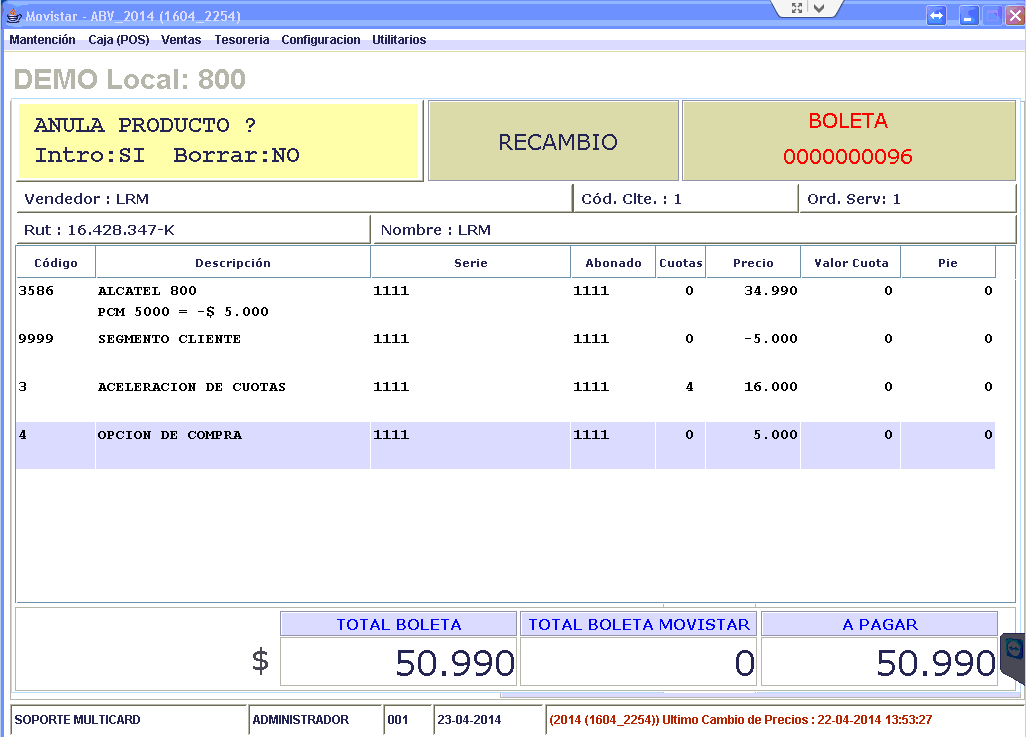 Movistar - ABV_2014 (1604_2254)
Mantención Caja (POS) Ventas Tesoreria Configuracion Utilitarios
DEMO Local: 800
ANULA PRODUCTO ?
Intro:SI Borrar:NO
RECAMBIO
BOLETA
0000000096
Vendedor : LRM Cód. Clte. : 1 Ord. Serv: 1
Rut : 16.428.347-K Nombre : LRM
Código Descripción Serie Abonado Cuotas Precio Valor Cuota Pie
3586 ALCATEL 800 1111 1111 0 34.990 0 0
PCM 5000 = -$ 5.000
9999 SEGMENTO CLIENTE 1111 1111 0 -5.000 0 0
3 ACELERACION DE CUOTAS 1111 1111 4 16.000 0 0
4 OPCION DE COMPRA 1111 1111 0 5.000 0 0
TOTAL BOLETA TOTAL BOLETA MOVISTAR A PAGAR
$ 50.990 0 50.990
SOPORTE MULTICARD ADMINISTRADOR 001 23-04-2014 (2014 (1604_2254)) Ultimo Cambio de Precios : 22-04-2014 13:53:27